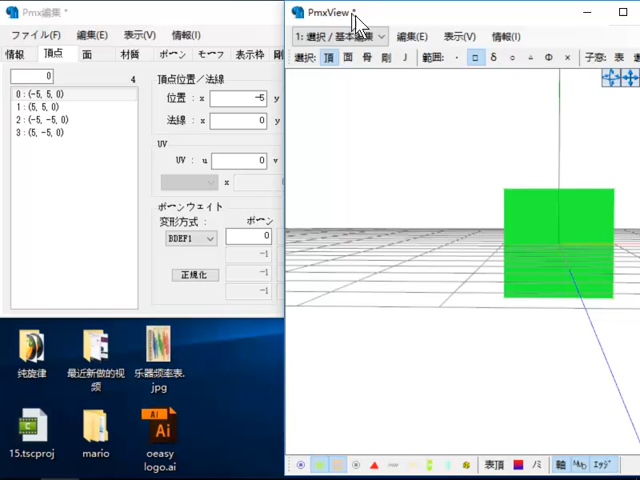 Pmx編集 *
ファイル(F) 編集(E) 表示(V) 情報(I)
情報 頂点 面 材質 ボーン モーフ 表示枠 剛
0
4
0 : (-5, 5, 0)
1 : (5, 5, 0)
2 : (-5, -5, 0)
3 : (5, -5, 0)
頂点位置/法線
位置 : x -5 y
法線 : x 0 y
UV
UV : u 0 v
x
ボーンウェイト
変形方式 : ボーン
BDEF1 0
-1
正規化 -1
-1
PmxView *
1: 選択 / 基本編集 編集(E) 表示(V) 情報(I)
選択: 頂 面 骨 剛 J 範囲: 子意: 表
表頂 ノミ 軸 MMD エッジ
纯旋律
最近新做的视频
乐器频率表.jpg
15.tscproj
mario
Ai
oeasy
logo.ai